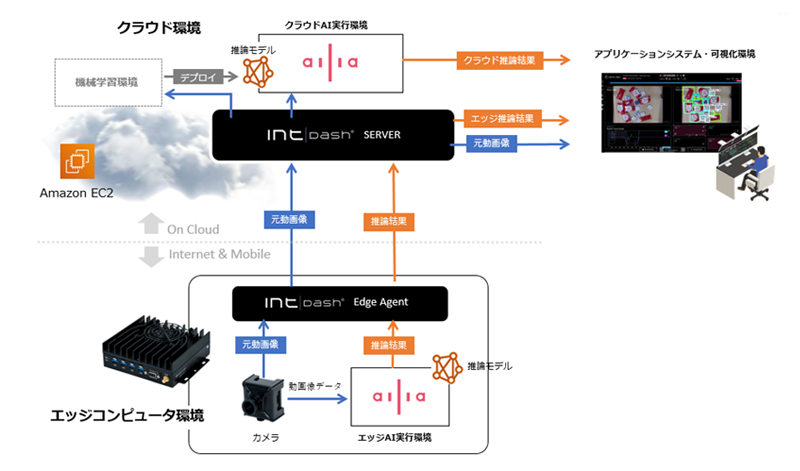 クラウド環境
クラウドAI実行環境
推論モデル
ailia
機械学習環境
デプロイ
クラウド推論結果
アプリケーションシステム・可視化環境
エッジ推論結果
元動画像
intdash® SERVER
Amazon EC2
元動画像
推論結果
On Cloud
Internet & Mobile
intdash® Edge Agent
元動画像
推論結果
推論モデル
動画像データ
ailia
エッジコンピュータ環境
カメラ
エッジAI実行環境